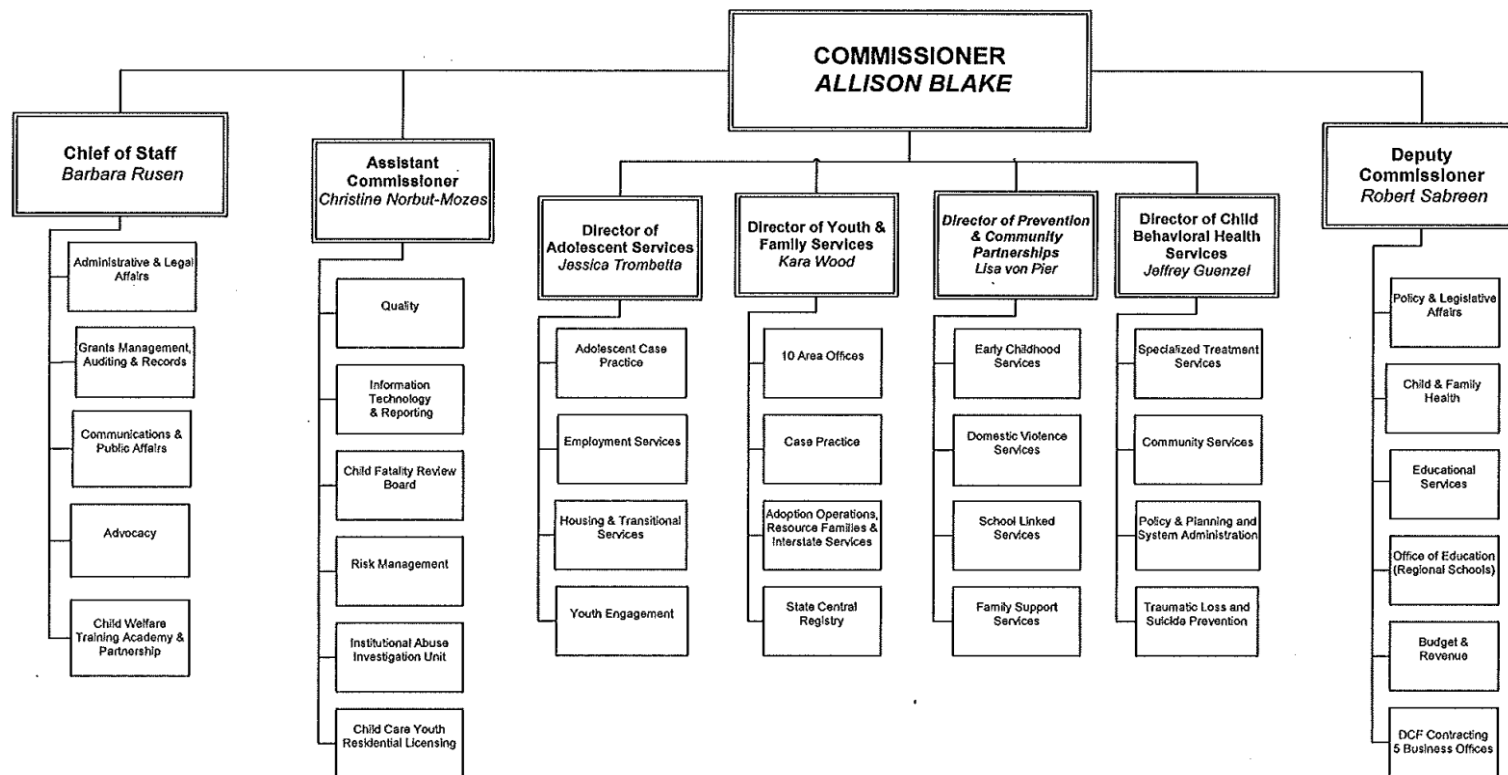 COMMISSIONER
ALLISON BLAKE
Chief of Staff
Barbara Rusen
Administrative & Legal
Affairs
Grants Management,
Auditing & Records
Communications &
Public Affairs
Advocacy
Child Welfare
Training Academy &
Partnership
Assistant
Commissioner
Christine Norbut-Mozes
Quality
Information
Technology
& Reporting
Child Fatality Review
Board
Risk Management
Institutional Abuse
Investigation Unit
Child Care Youth
Residential Licensing
Director of
Adolescent Services
Jessica Trombetta
Adolescent Case
Practice
Employment Services
Housing & Transitional
Services
Youth Engagement
Director of Youth &
Family Services
Kara Wood
10 Area Offices
Case Practice
Adoption Operations,
Resource Families &
Interstate Services
State Central
Registry
Director of Prevention
& Community
Partnerships
Lisa von Pier
Early Childhood
Services
Domestic Violence
Services
School Linked
Services
Family Support
Services
Director of Child
Behavioral Health
Services
Jeffrey Guenzel
Specialized Treatment
Services
Community Services
Policy & Planning and
System Administration
Traumatic Loss and
Suicide Prevention
Deputy
Commissioner
Robert Sabreen
Policy & Legislative
Affairs
Child & Family
Health
Educational
Services
Office of Education
(Regional Schools)
Budget &
Revenue
DCF Contracting
5 Business Offices